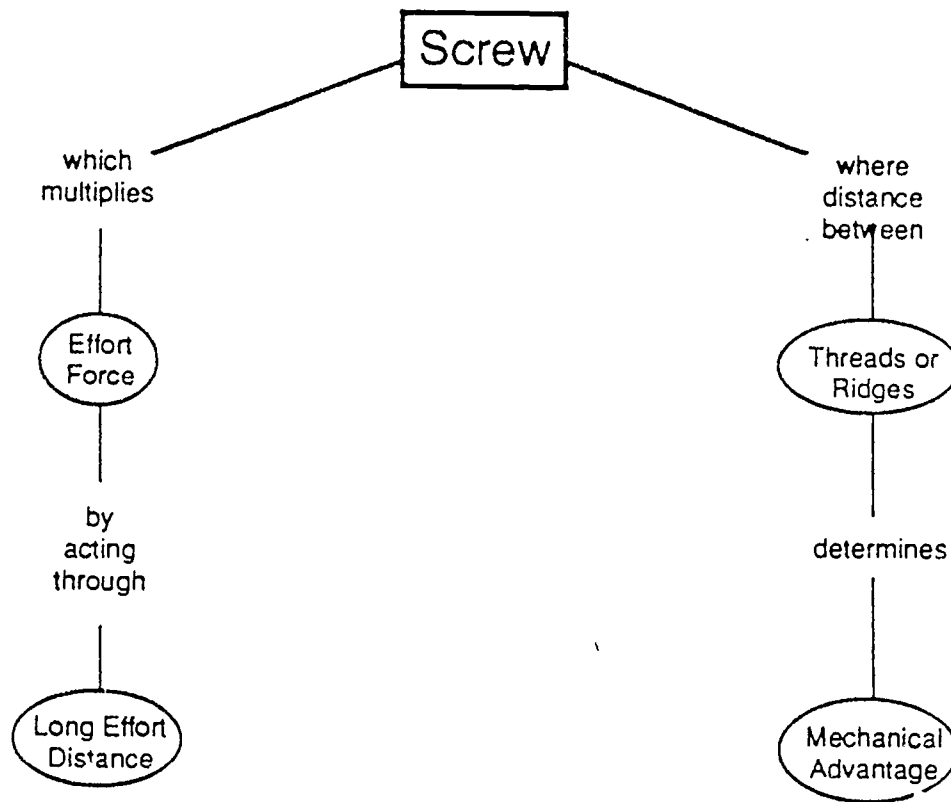 Screw
which
multiplies
Effort
Force
by
acting
through
Long Effort
Distance
where
distance
between
Threads or
Ridges
determines
Mechanical
Advantage